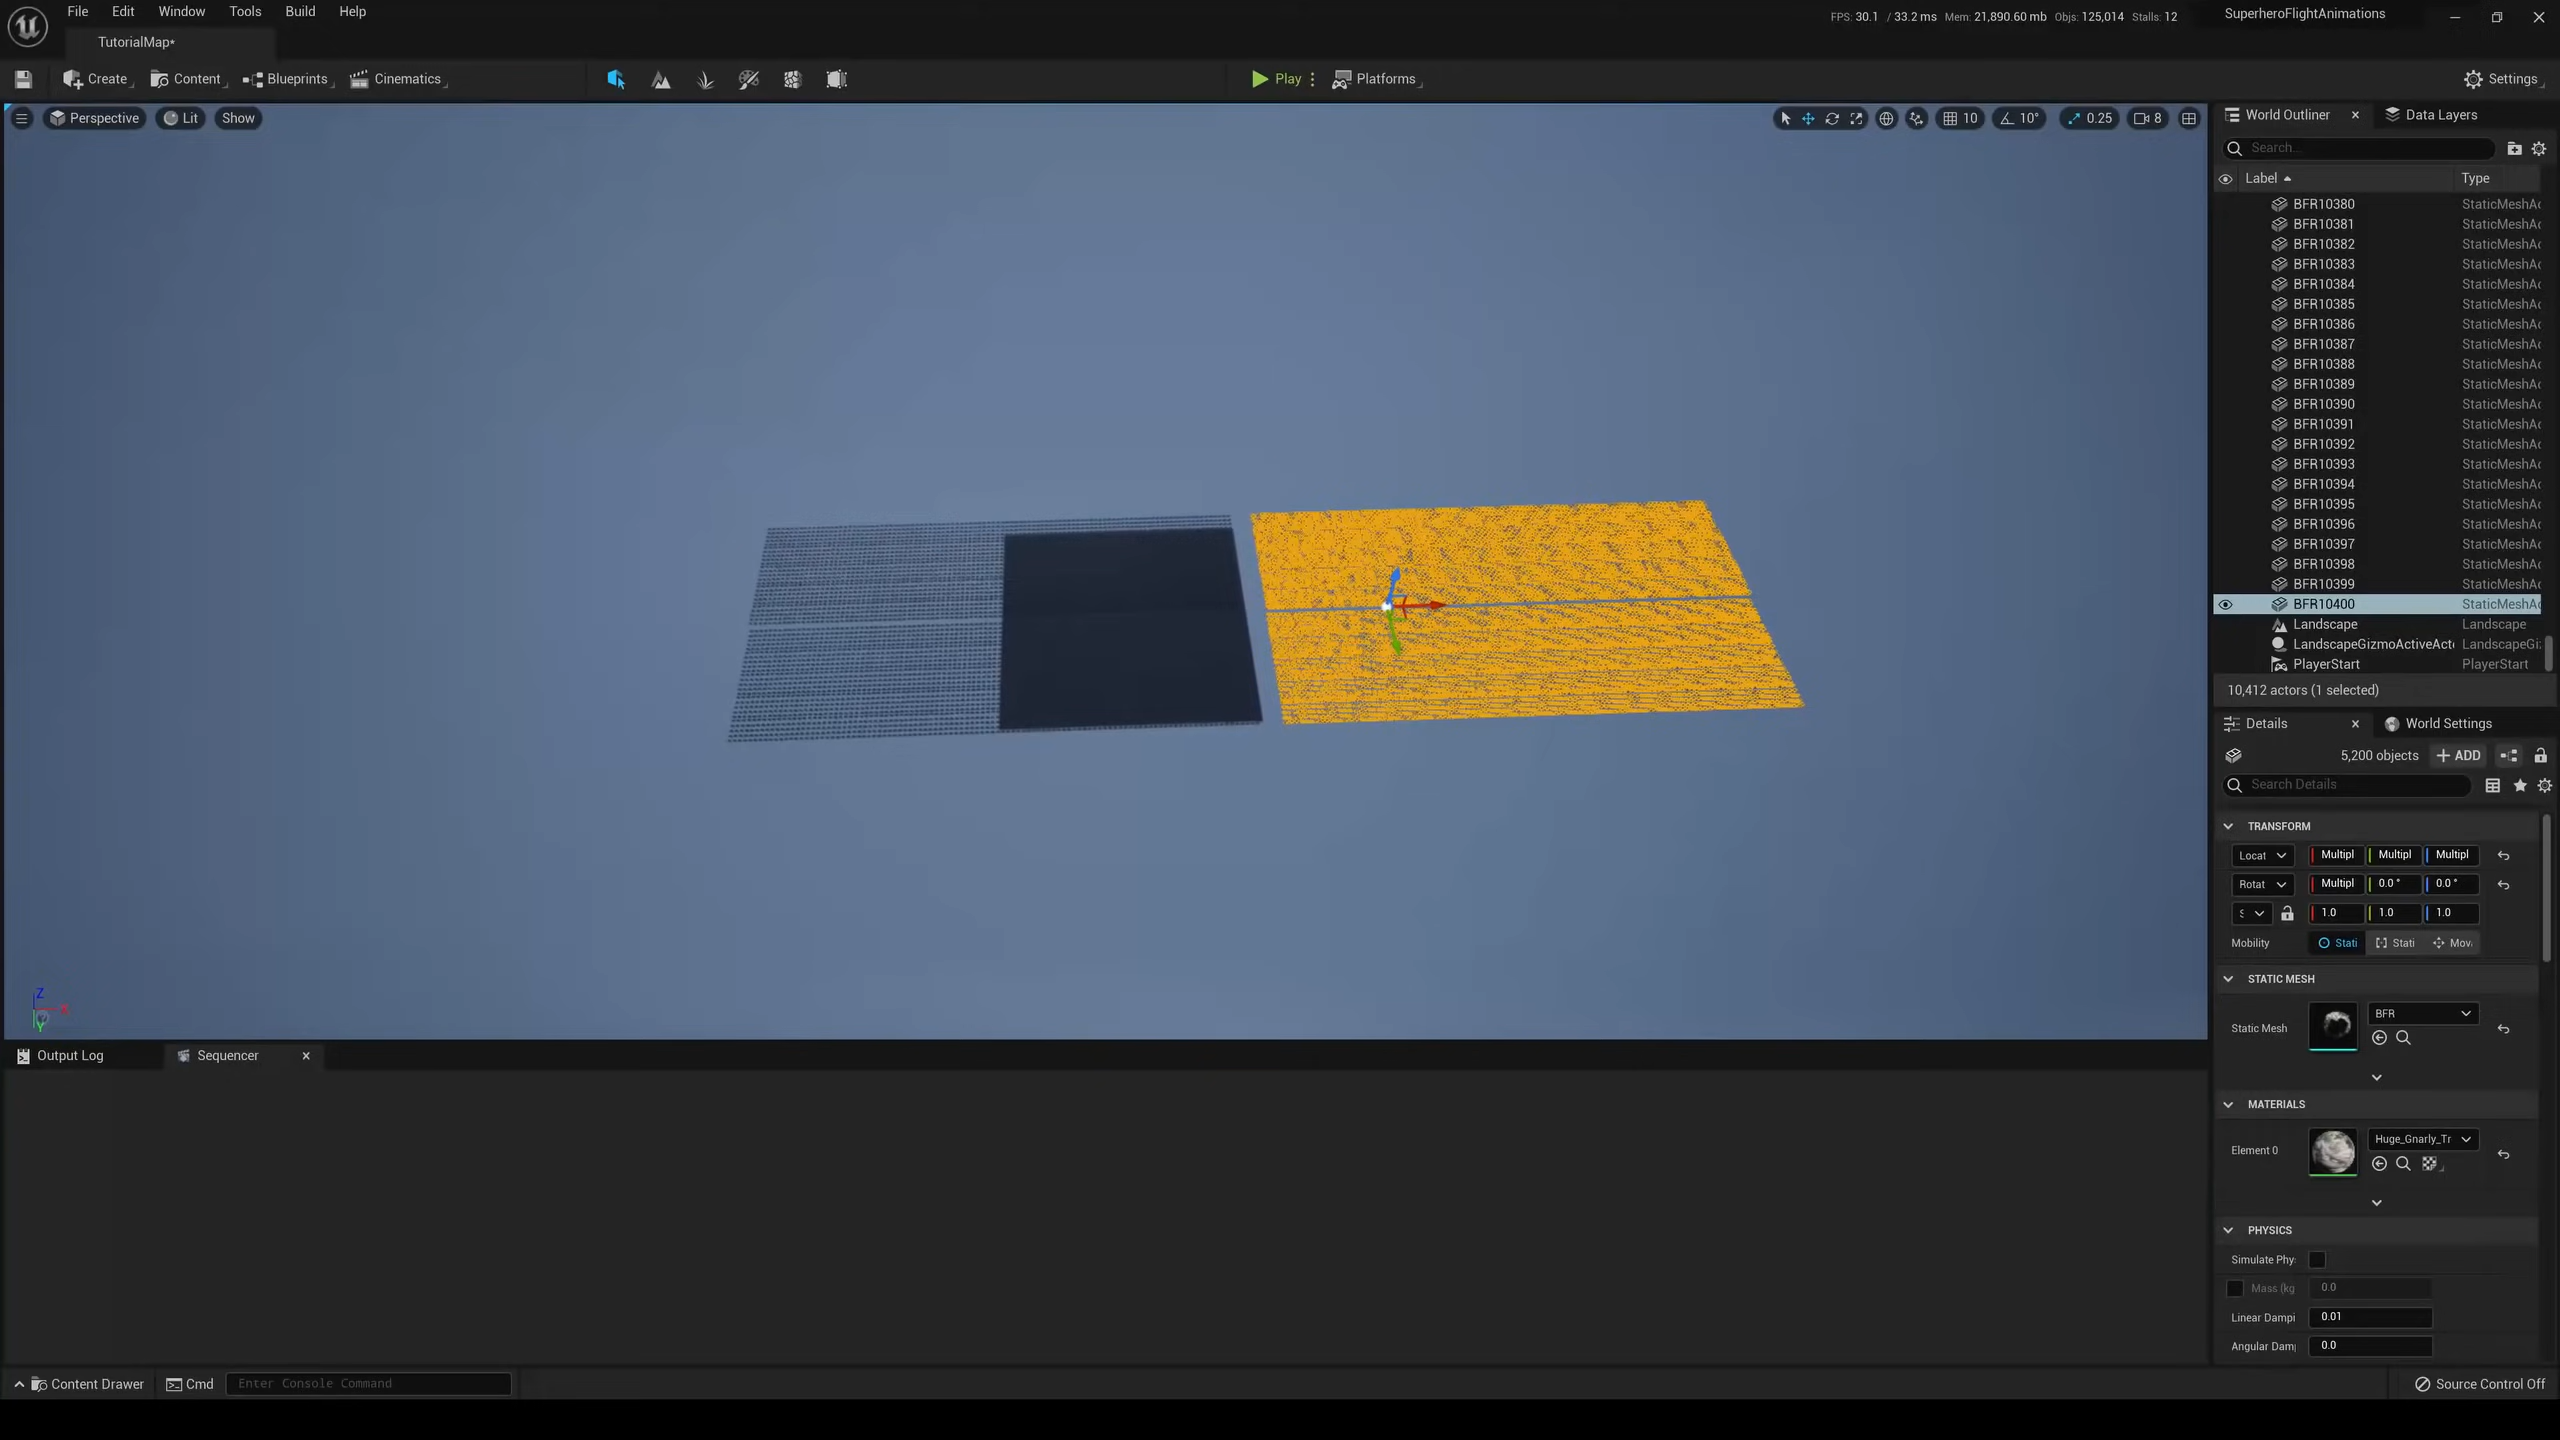 File Edit Window Tools Build Help
FPS: 30.1 / 33.2 ms Mem: 21,890.60 mb Objs: 125,014 Stalls: 12
SuperheroFlightAnimations
TutorialMap*
Create Content Blueprints Cinematics
Play Platforms
Settings
Perspective Lit Show
10 10° 0.25 8
World Outliner Data Layers
Search...
Label Type
BFR10380 StaticMeshAc
BFR10381 StaticMeshAc
BFR10382 StaticMeshAc
BFR10383 StaticMeshAc
BFR10384 StaticMeshAc
BFR10385 StaticMeshAc
BFR10386 StaticMeshAc
BFR10387 StaticMeshAc
BFR10388 StaticMeshAc
BFR10389 StaticMeshAc
BFR10390 StaticMeshAc
BFR10391 StaticMeshAc
BFR10392 StaticMeshAc
BFR10393 StaticMeshAc
BFR10394 StaticMeshAc
BFR10395 StaticMeshAc
BFR10396 StaticMeshAc
BFR10397 StaticMeshAc
BFR10398 StaticMeshAc
BFR10399 StaticMeshAc
BFR10400 StaticMeshAc
Landscape Landscape
LandscapeGizmoActiveActo LandscapeGi
PlayerStart PlayerStart
10,412 actors (1 selected)
Details World Settings
5,200 objects ADD
Search Details
TRANSFORM
Locat Multipl Multipl Multipl
Rotat Multipl 0.0 ° 0.0 °
S 1.0 1.0 1.0
Mobility Stati Stati Mov
STATIC MESH
Static Mesh BFR
MATERIALS
Element 0 Huge_Gnarly_Tr
PHYSICS
Simulate Phy
Mass (kg 0.0
Linear Dampi 0.01
Angular Dam 0.0
Z
X
Y
Output Log Sequencer
Content Drawer Cmd Enter Console Command
Source Control Off